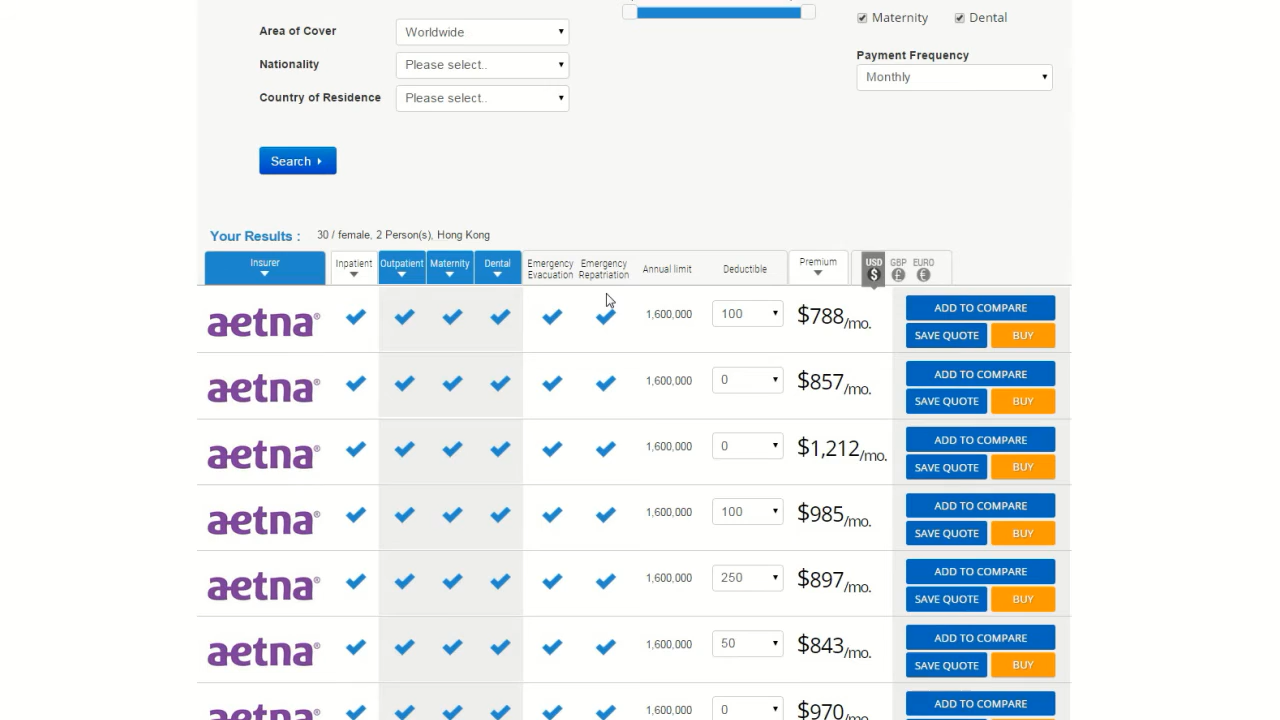 Maternity Dental
Area of Cover Worldwide
Payment Frequency
Nationality Please select..
Monthly
Country of Residence Please select..
Search
Your Results : 30 / female, 2 Person(s), Hong Kong
Insurer Inpatient Outpatient Maternity Dental Emergency Evacuation Emergency Repatriation Annual limit Deductible Premium USD $ GBP £ EURO €
aetna® 1,600,000 100 $788/mo. ADD TO COMPARE
SAVE QUOTE BUY
aetna® 1,600,000 0 $857/mo. ADD TO COMPARE
SAVE QUOTE BUY
aetna® 1,600,000 0 $1,212/mo. ADD TO COMPARE
SAVE QUOTE BUY
aetna® 1,600,000 100 $985/mo. ADD TO COMPARE
SAVE QUOTE BUY
aetna® 1,600,000 250 $897/mo. ADD TO COMPARE
SAVE QUOTE BUY
aetna® 1,600,000 50 $843/mo. ADD TO COMPARE
SAVE QUOTE BUY
aetna® 1,600,000 0 $970/mo. ADD TO COMPARE